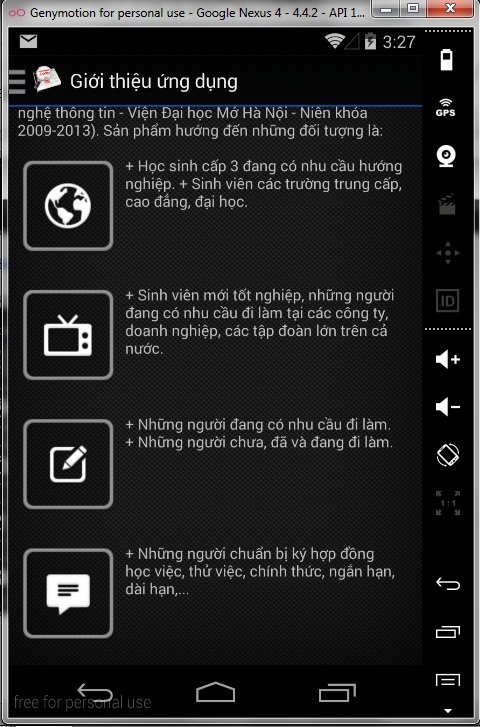 Genymotion for personal use - Google Nexus 4 - 4.4.2 - API 1...
3:27
Giới thiệu ứng dụng
nghệ thông tin - Viện Đại học Mở Hà Nội - Niên khóa
2009-2013). Sản phẩm hướng đến những đối tượng là:
+ Học sinh cấp 3 đang có nhu cầu hướng
nghiệp. + Sinh viên các trường trung cấp,
cao đẳng, đại học.
+ Sinh viên mới tốt nghiệp, những người
đang có nhu cầu đi làm tại các công ty,
doanh nghiệp, các tập đoàn lớn trên cả
nước.
+ Những người đang có nhu cầu đi làm.
+ Những người chưa, đã và đang đi làm.
+ Những người chuẩn bị ký hợp đồng
học việc, thử việc, chính thức, ngắn hạn,
dài hạn,...
free for personal use
GPS
ID
1:1